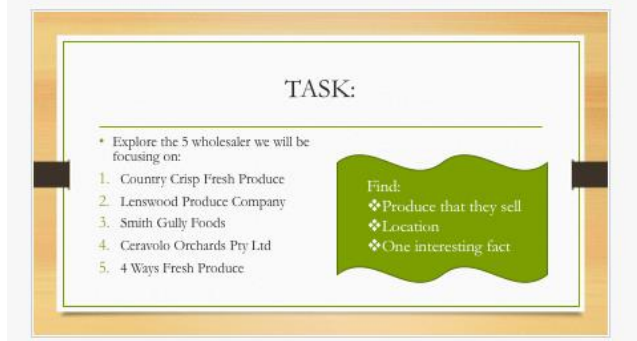 TASK:
• Explore the 5 wholesaler we will be
focusing on:
1. Country Crisp Fresh Produce
2. Lenswood Produce Company
3. Smith Gully Foods
4. Ceravolo Orchards Pty Ltd
5. 4 Ways Fresh Produce
Find:
❖Produce that they sell
❖Location
❖One interesting fact